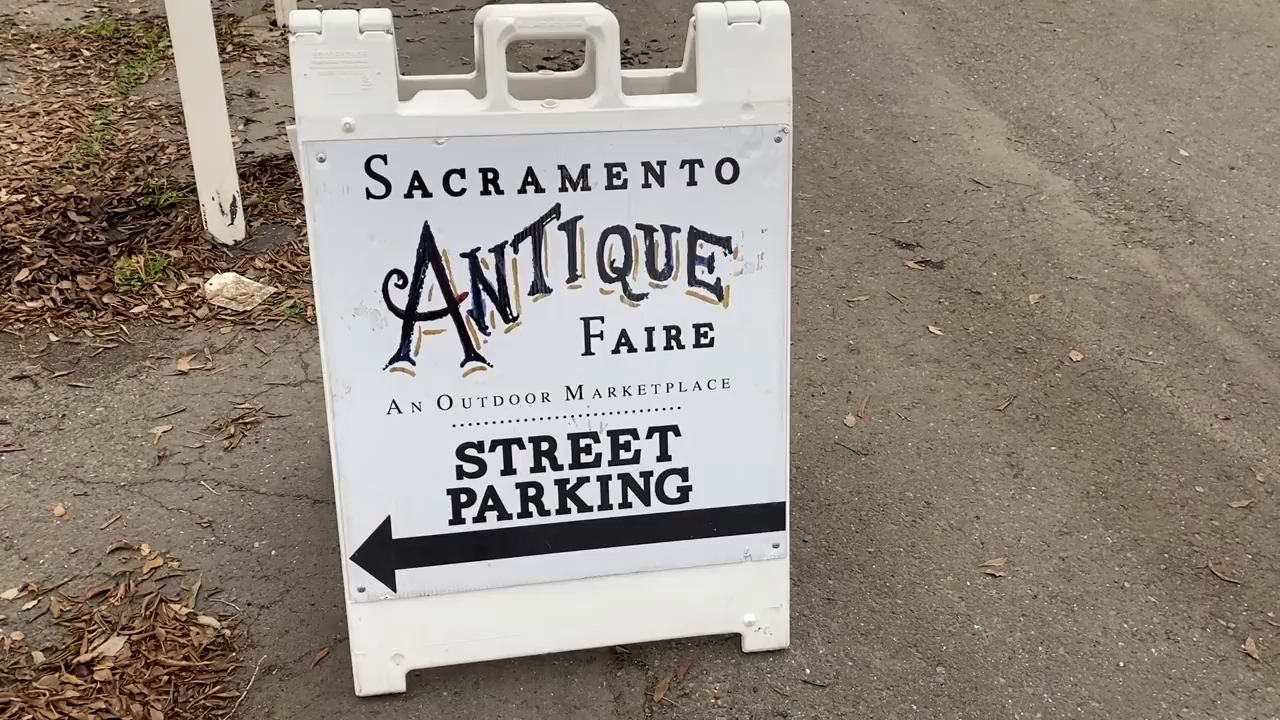 SACRAMENTO
ANTIQUE
FAIRE
AN OUTDOOR MARKETPLACE
STREET
PARKING